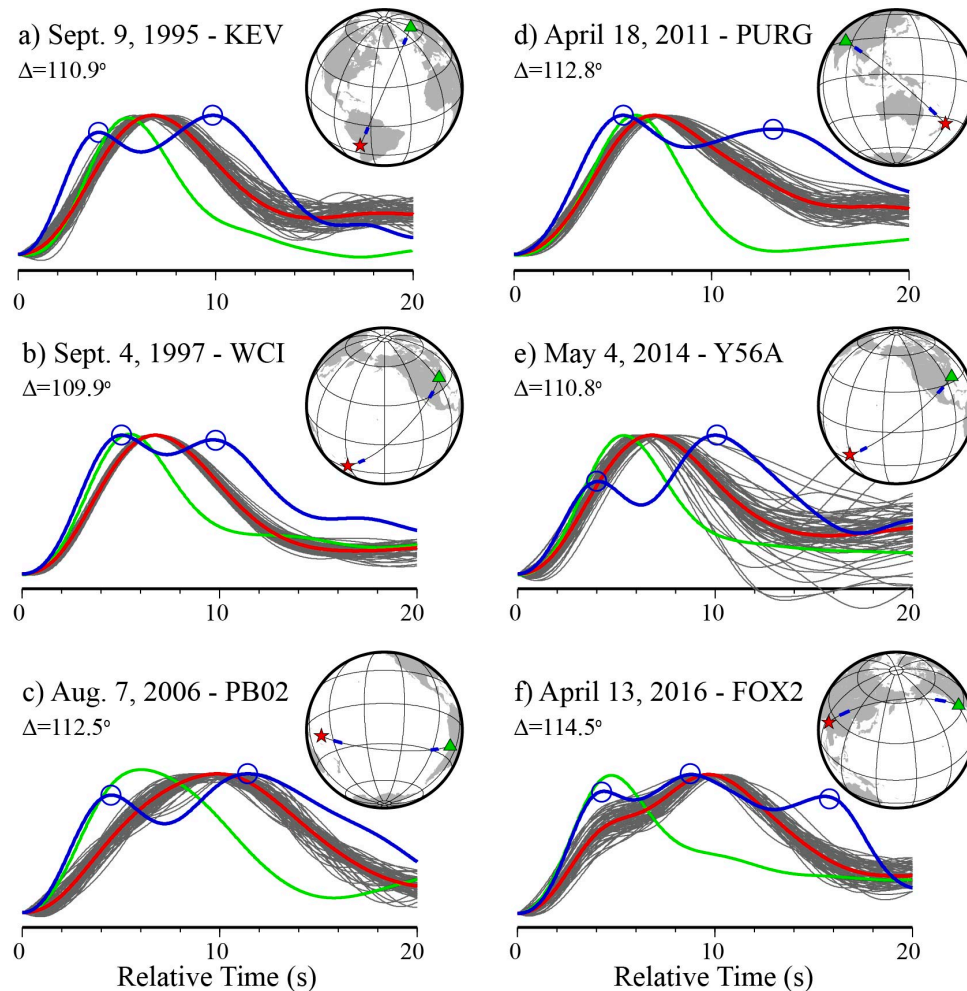 a) Sept. 9, 1995 - KEV
Δ=110.9°
0 10 20
b) Sept. 4, 1997 - WCI
Δ=109.9°
0 10 20
c) Aug. 7, 2006 - PB02
Δ=112.5°
0 10 20
Relative Time (s)
d) April 18, 2011 - PURG
Δ=112.8°
0 10 20
e) May 4, 2014 - Y56A
Δ=110.8°
0 10 20
f) April 13, 2016 - FOX2
Δ=114.5°
0 10 20
Relative Time (s)